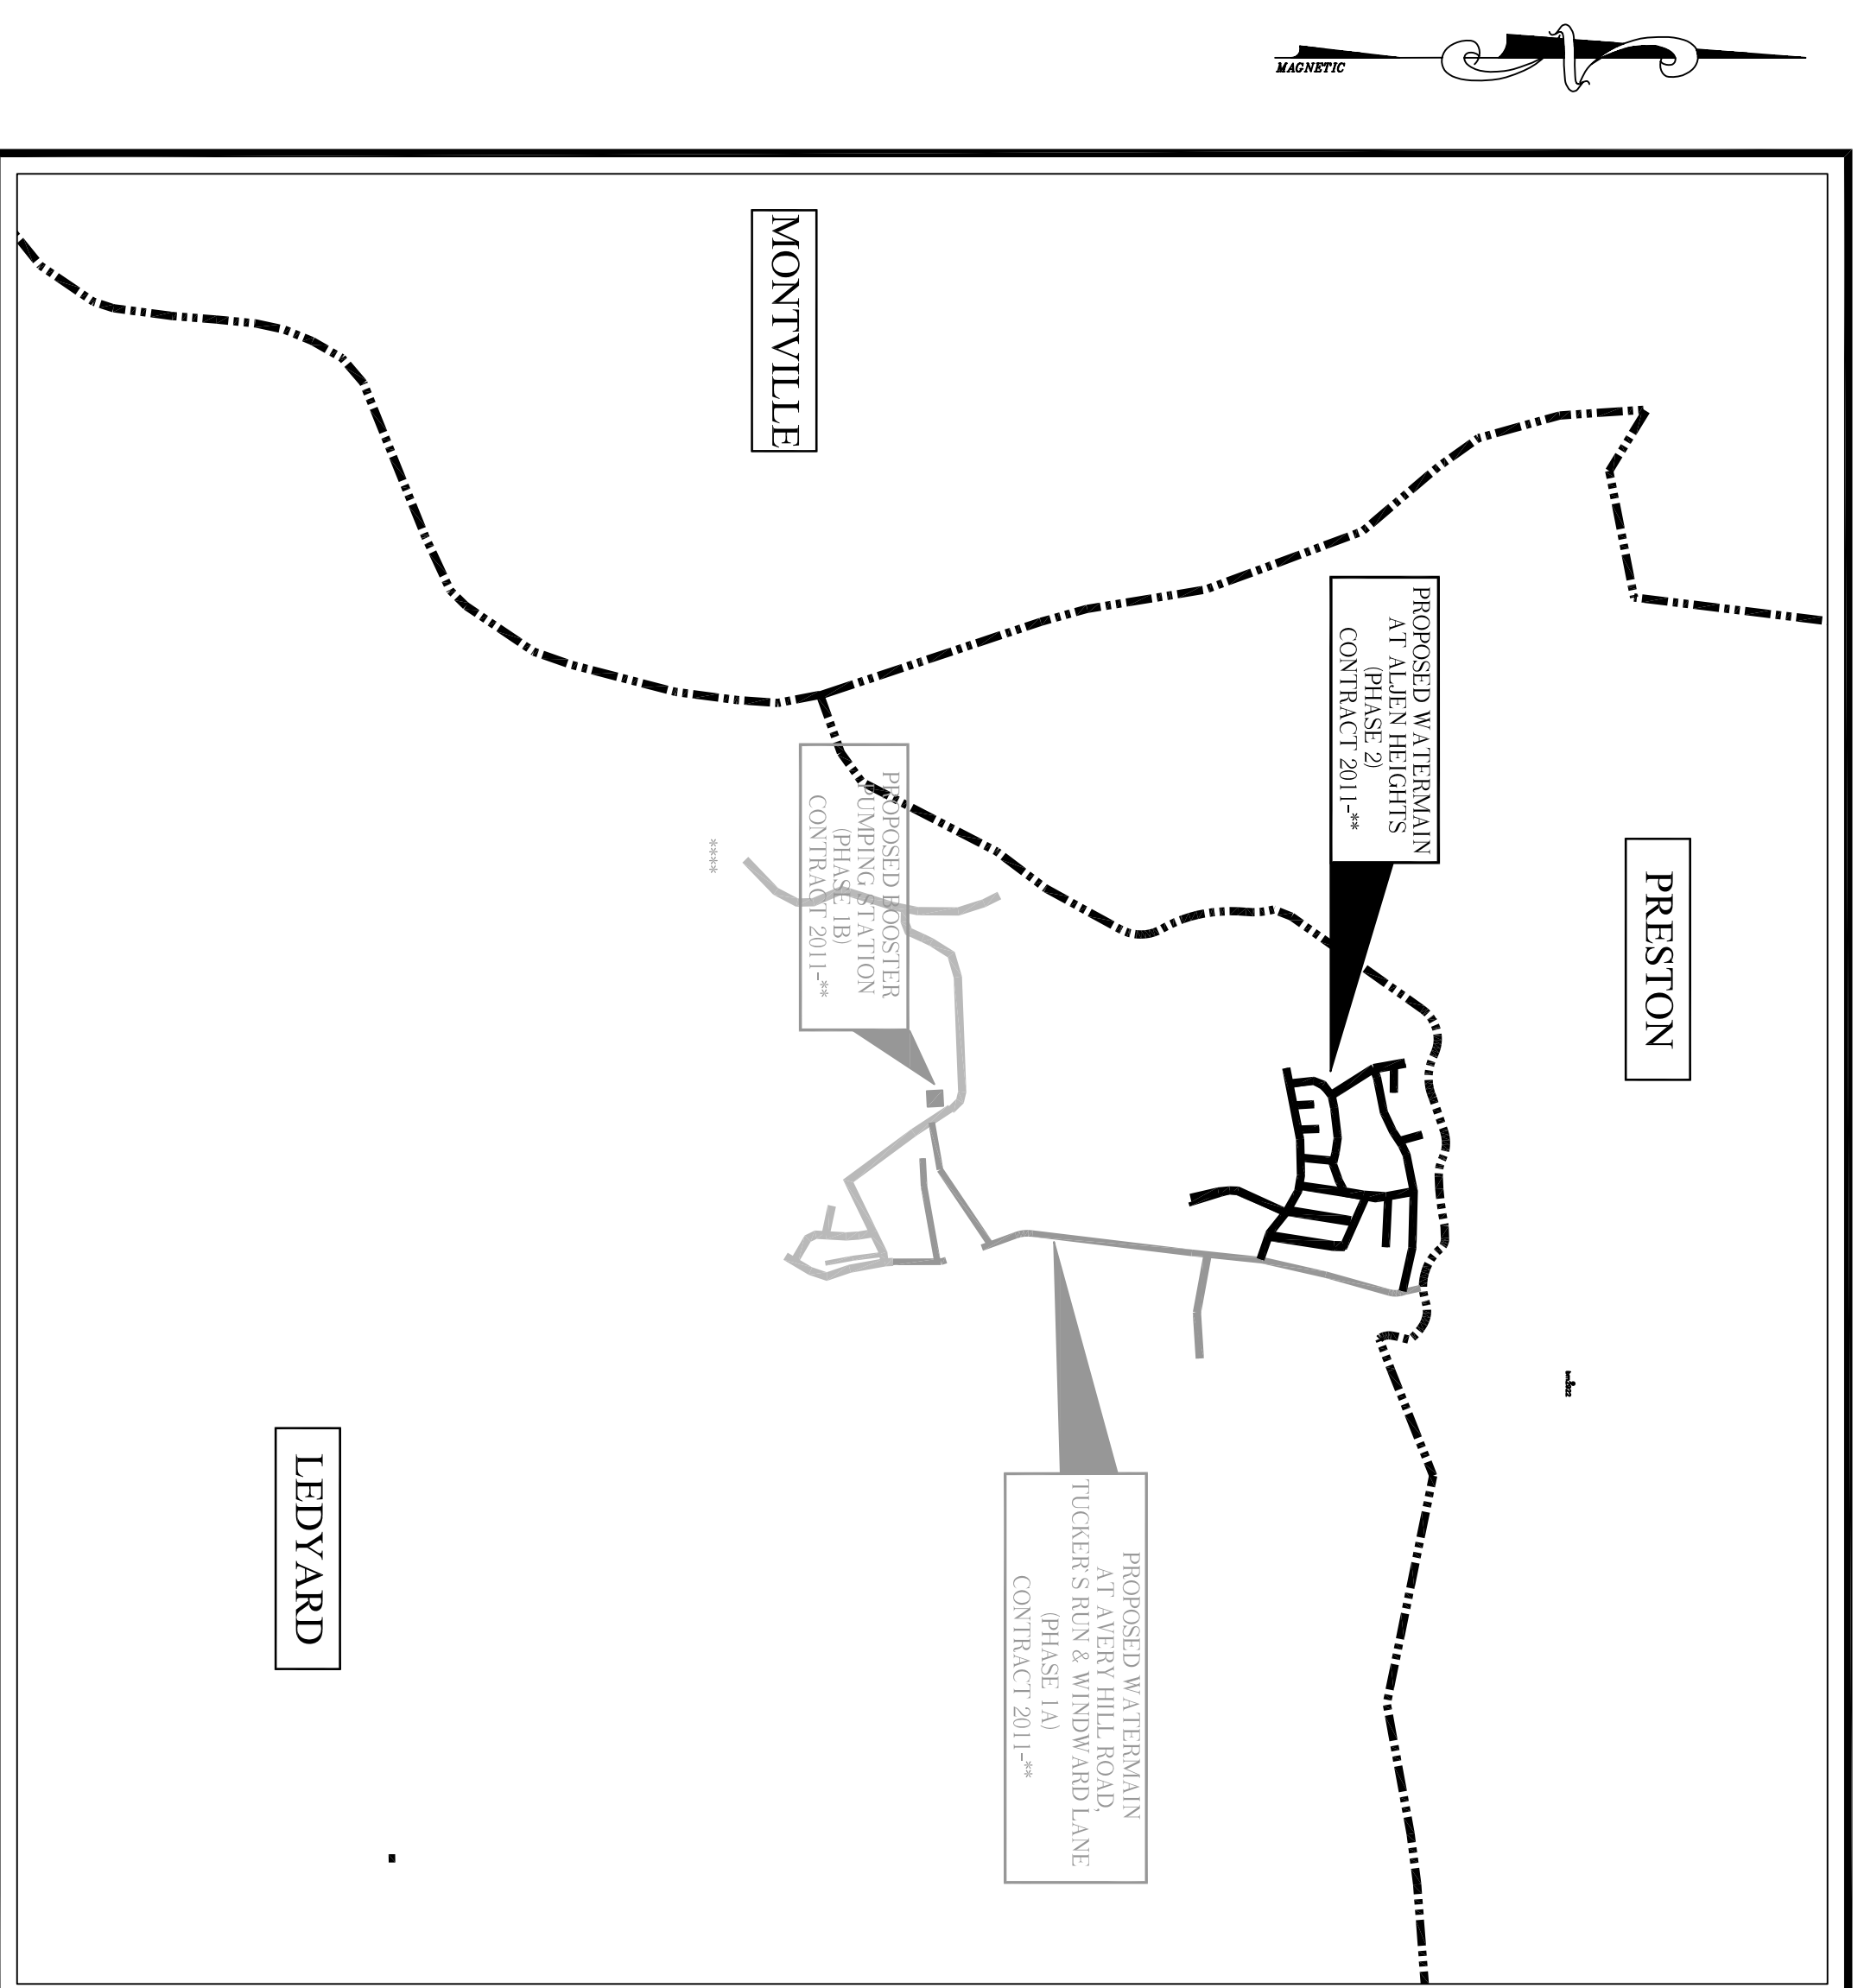 MAGNETIC
MONTVILLE
PRESTON
PROPOSED WATERMAIN
AT ALJEN HEIGHTS
(PHASE 2)
CONTRACT 2011-**
PROPOSED BOOSTER
PUMPING STATION
(PHASE 1B)
CONTRACT 2011-**
****
PROPOSED WATERMAIN
AT AVERY HILL ROAD,
TUCKER'S RUN & WINDWARD LANE
(PHASE 1A)
CONTRACT 2011-**
LEDYARD